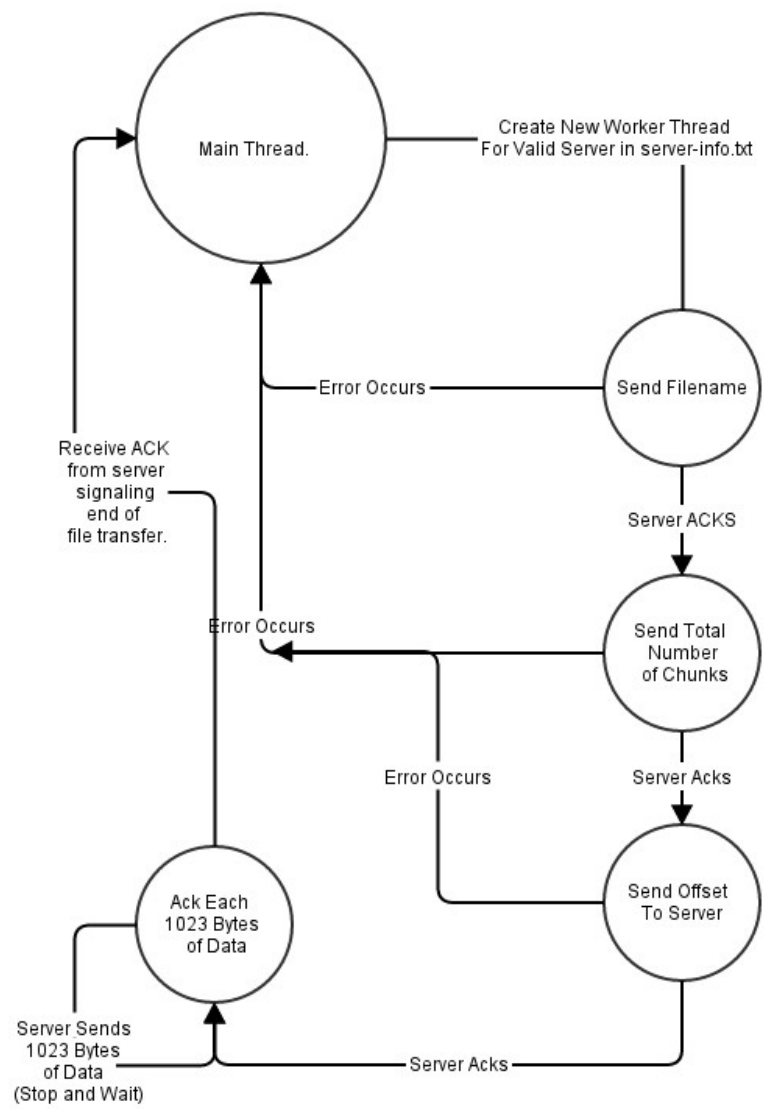 Main Thread.
Create New Worker Thread
For Valid Server in server-info.txt
Send Filename
Error Occurs
Receive ACK
from server
signaling
end of
file transfer.
Server ACKS
Error Occurs
Send Total
Number
of Chunks
Error Occurs
Server Acks
Send Offset
To Server
Ack Each
1023 Bytes
of Data
Server Sends
1023 Bytes
of Data
(Stop and Wait)
Server Acks